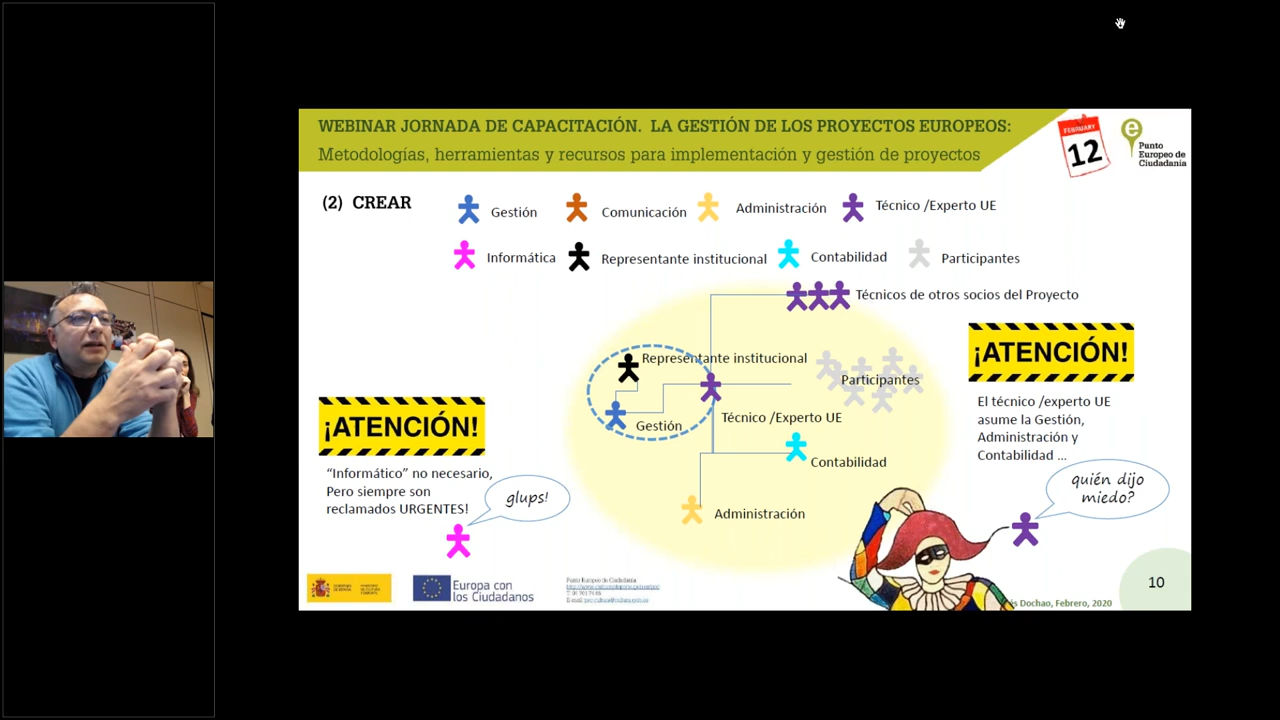 WEBINAR JORNADA DE CAPACITACIÓN. LA GESTIÓN DE LOS PROYECTOS EUROPEOS:
Metodologías, herramientas y recursos para implementación y gestión de proyectos
FEBRUARY
12
e
Punto
Europeo de
Ciudadanía
(2) CREAR
Gestión
Comunicación
Administración
Técnico /Experto UE
Informática
Representante institucional
Contabilidad
Participantes
Técnicos de otros socios del Proyecto
Representante institucional
Participantes
Técnico /Experto UE
Gestión
Contabilidad
Administración
¡ATENCIÓN!
El técnico /experto UE
asume la Gestión,
Administración y
Contabilidad ...
quién dijo
miedo?
¡ATENCIÓN!
"Informático" no necesario,
Pero siempre son
reclamados URGENTES!
glups!
Europa con
los Ciudadanos
Punto Europeo de Ciudadanía
Dochao, Febrero, 2020
10